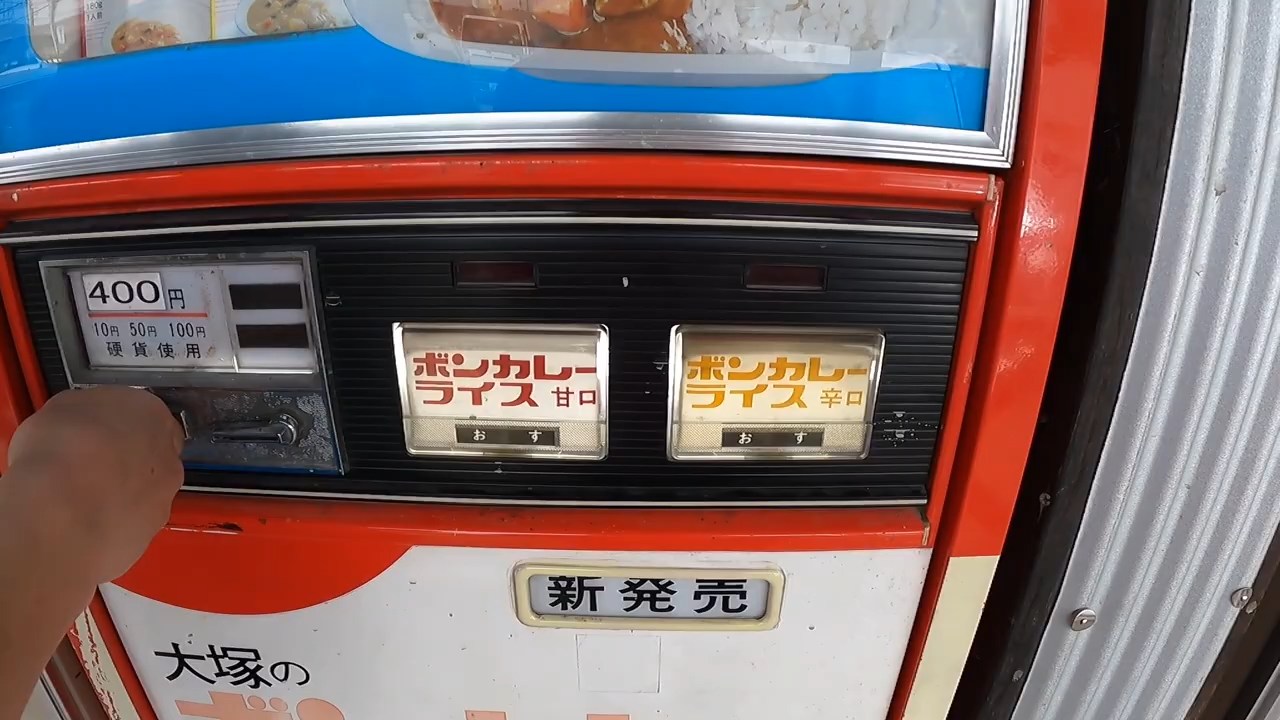 400円
10円 50円 100円
硬貨使用
ボンカレー
ライス 甘口
おす
ボンカレー
ライス 辛口
おす
新発売
大塚の